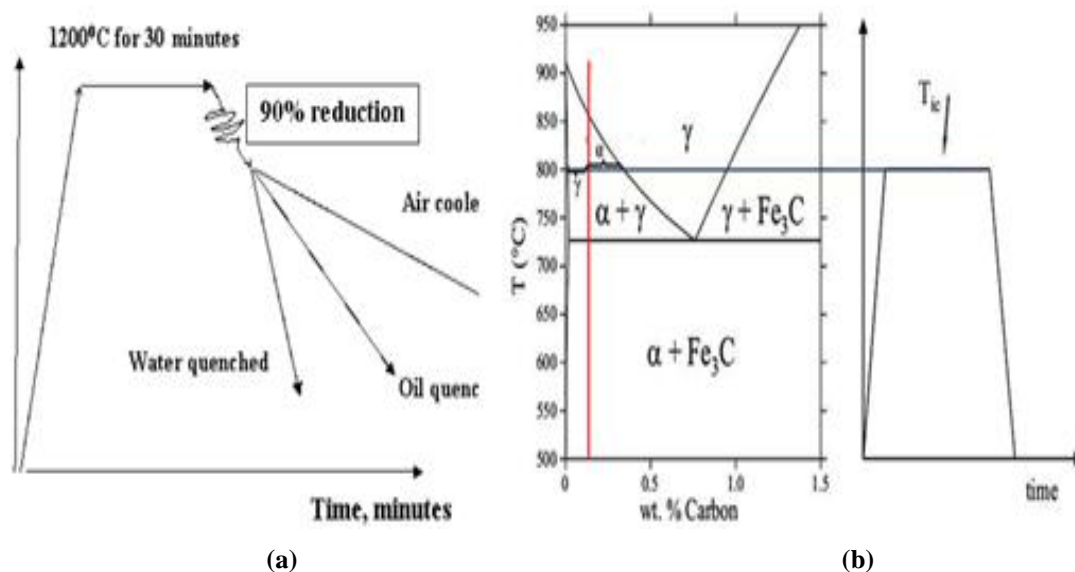 1200⁰C for 30 minutes
90% reduction
Air coole
Water quenched
Oil quenc
Time, minutes
(a)
T (°C)
950
900
850
800
750
700
650
600
550
500
γ
α
γ
α + γ
γ + Fe₃C
α + Fe₃C
0
0.5
1.0
1.5
wt. % Carbon
T_ic
time
(b)